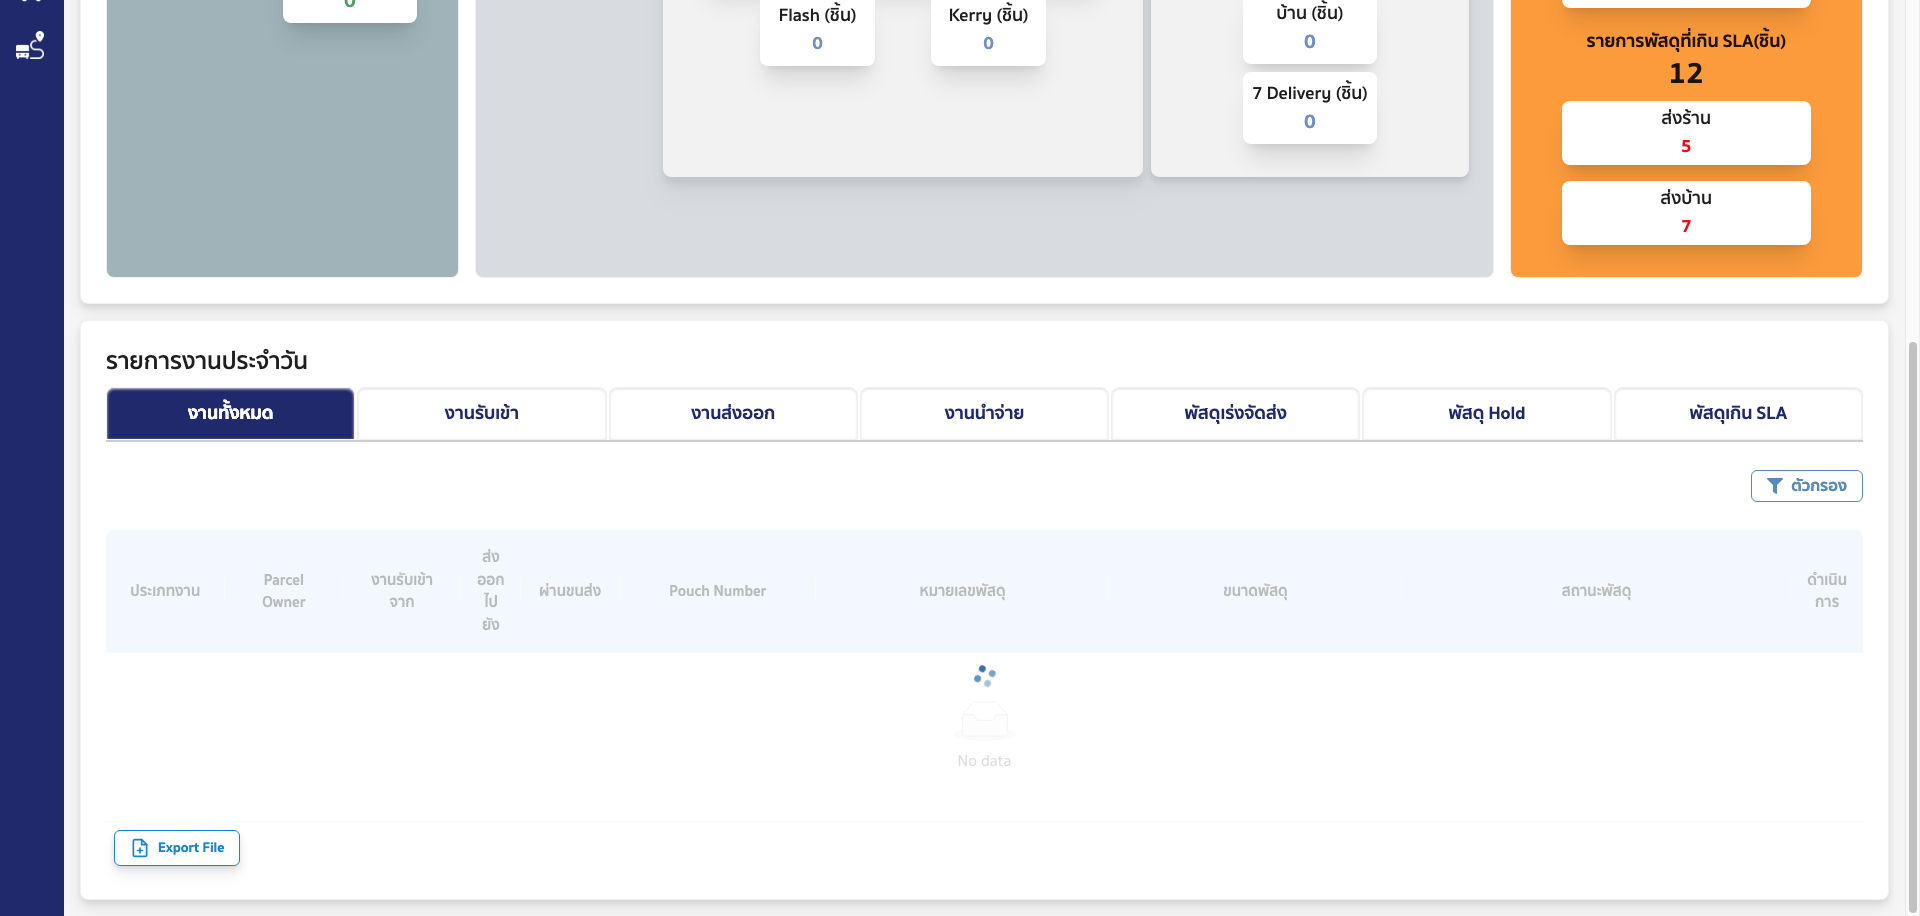 0
Flash (ชิ้น)
0
Kerry (ชิ้น)
0
บ้าน (ชิ้น)
0
7 Delivery (ชิ้น)
0
รายการพัสดุที่เกิน SLA(ชิ้น)
12
ส่งร้าน
5
ส่งบ้าน
7
รายการงานประจำวัน
งานทั้งหมด
งานรับเข้า
งานส่งออก
งานนำจ่าย
พัสดุเร่งจัดส่ง
พัสดุ Hold
พัสดุเกิน SLA
ตัวกรอง
ประเภทงาน
Parcel
Owner
งานรับเข้า
จาก
ส่ง
ออก
ไป
ยัง
ผ่านขนส่ง
Pouch Number
หมายเลขพัสดุ
ขนาดพัสดุ
สถานะพัสดุ
ดำเนิน
การ
No data
Export File